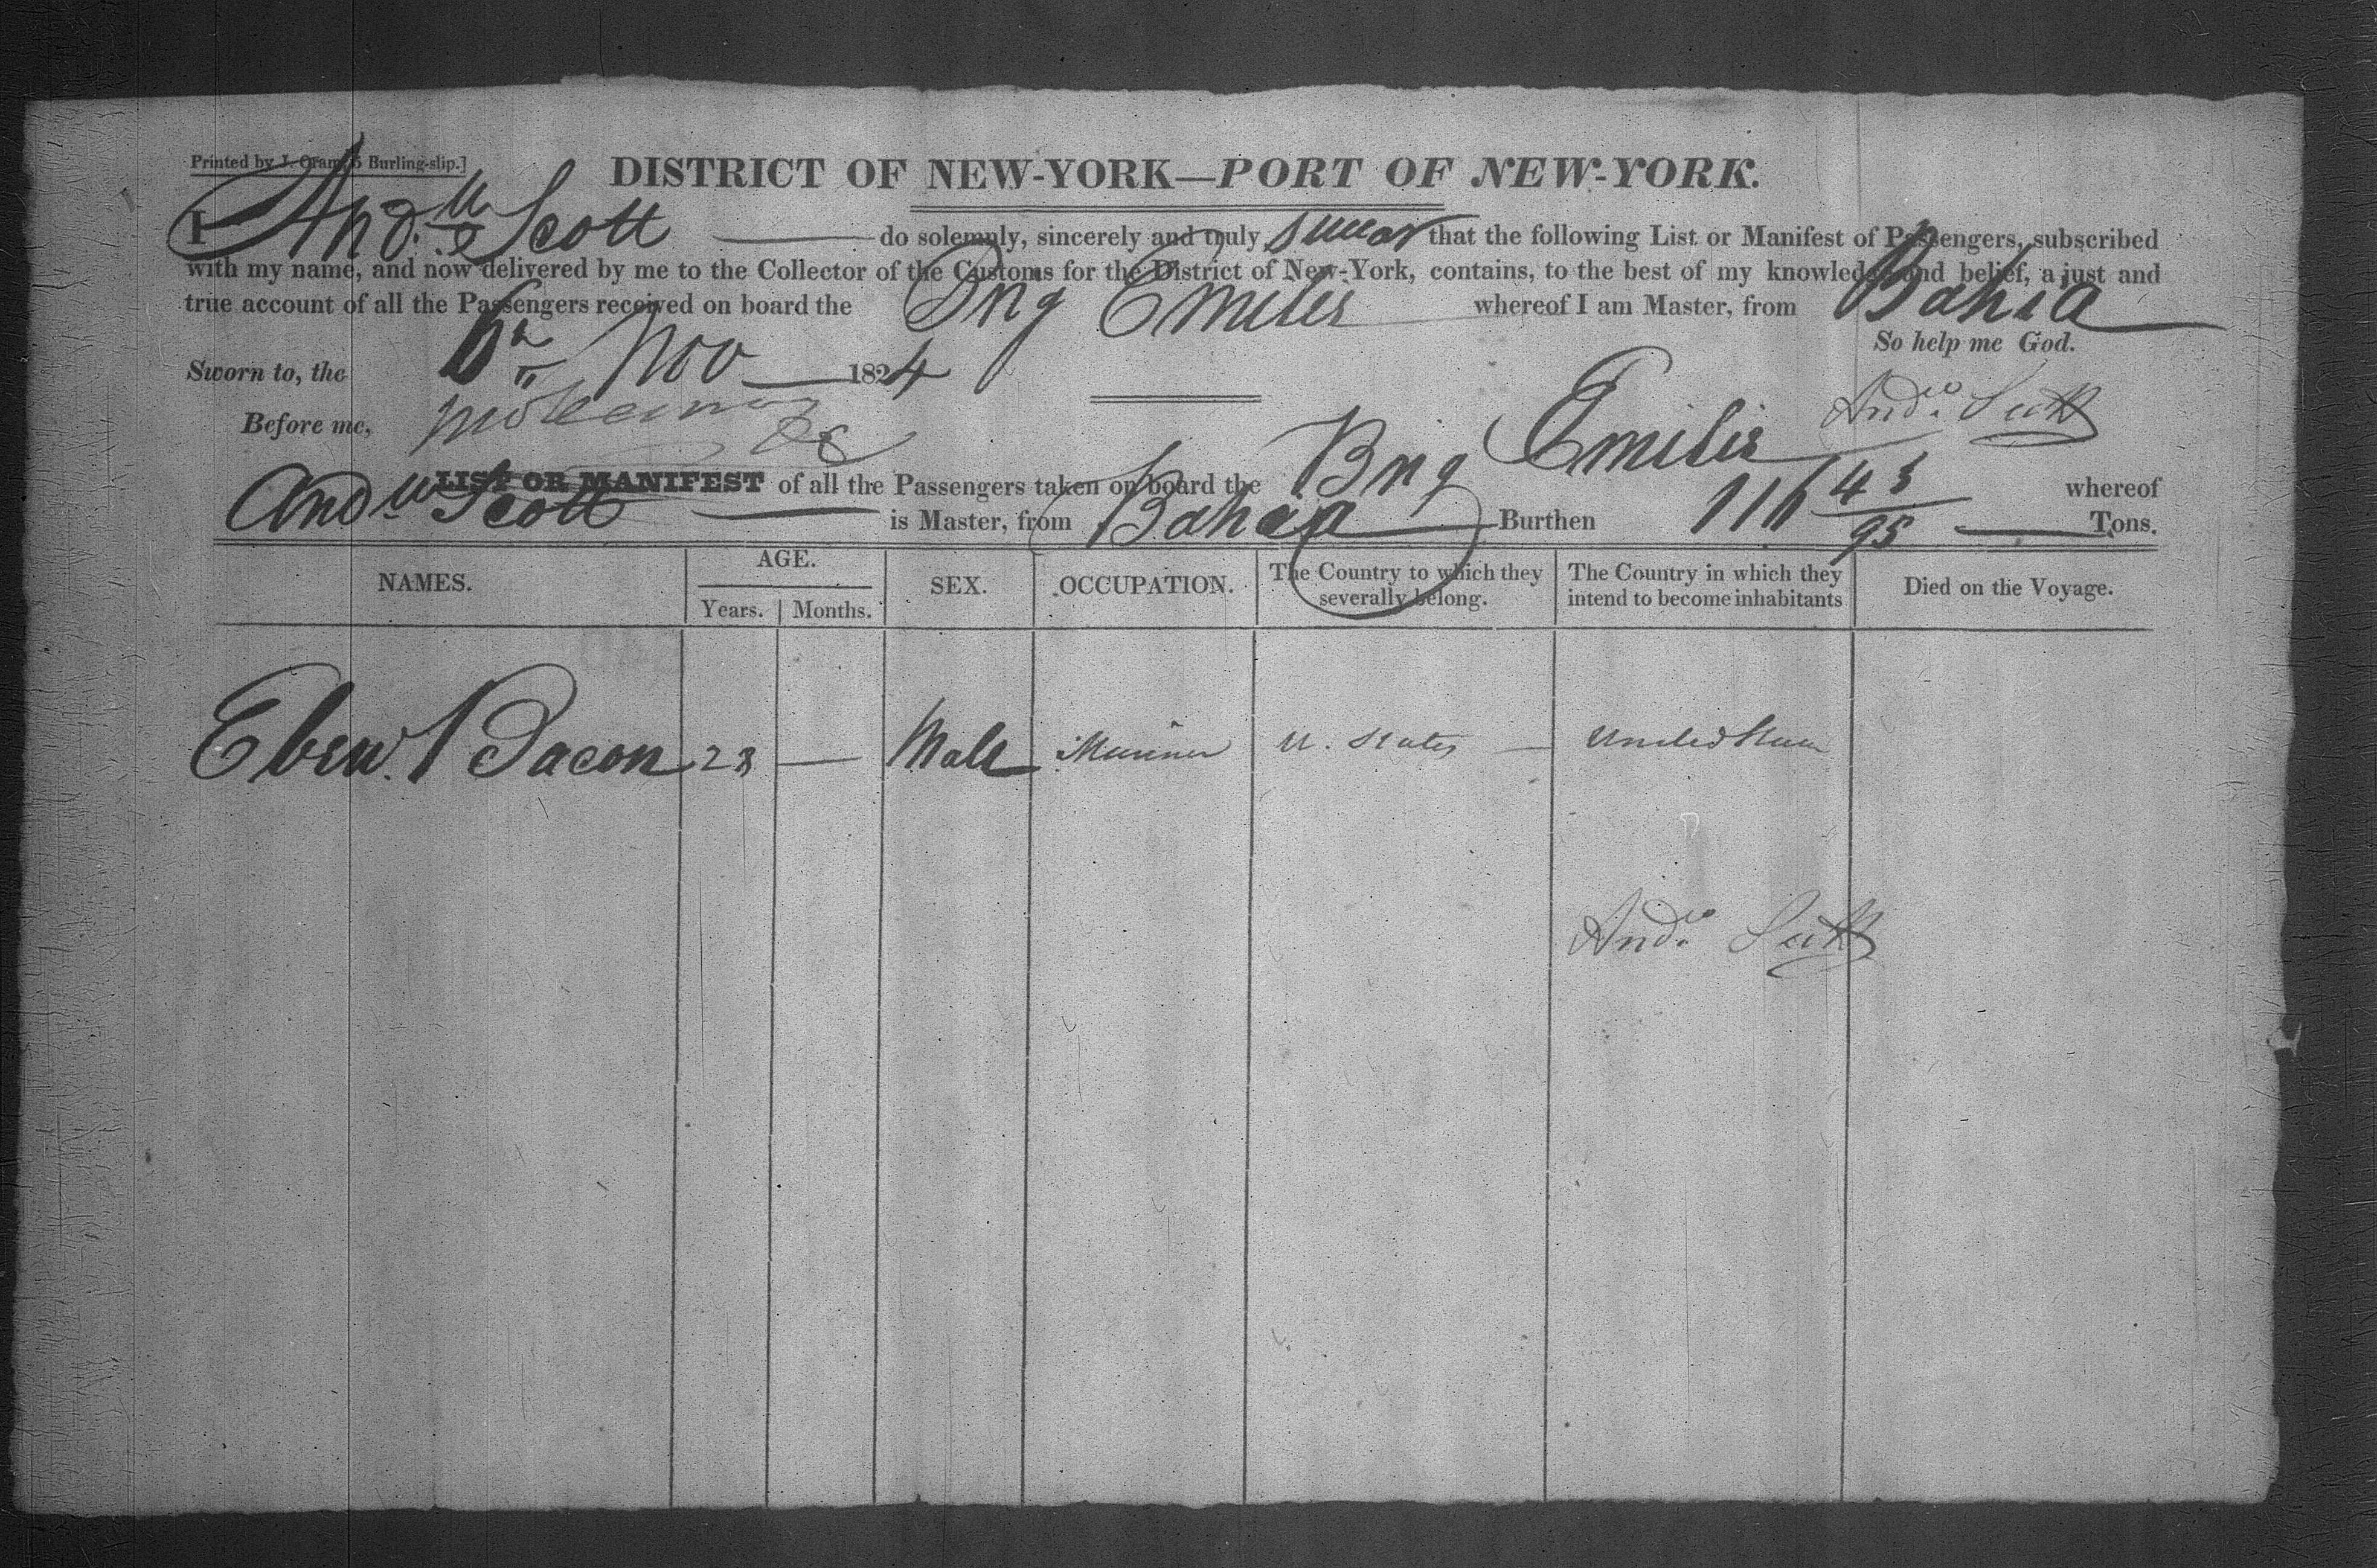 Printed by J. Oram, 5 Burling-slip.]
DISTRICT OF NEW-YORK—PORT OF NEW-YORK.
I Andw Scott do solemnly, sincerely and truly swear that the following List or Manifest of Passengers, subscribed
with my name, and now delivered by me to the Collector of the Customs for the District of New-York, contains, to the best of my knowledge and belief, a just and
true account of all the Passengers received on board the Brig Emilie whereof I am Master, from Bahia
So help me God.
Sworn to, the 6th Nov 1824
Andw. Scott
Before me,
LIST OR MANIFEST of all the Passengers taken on board the Brig Emilie whereof
Andw Scott is Master, from Bahia Burthen 116 43/95 Tons.
NAMES. AGE. SEX. OCCUPATION. The Country to which they severally belong. The Country in which they intend to become inhabitants Died on the Voyage.
Years. Months.
Eben. Bacon 28 — Male Mariner U. States — United States
Andw. Scott